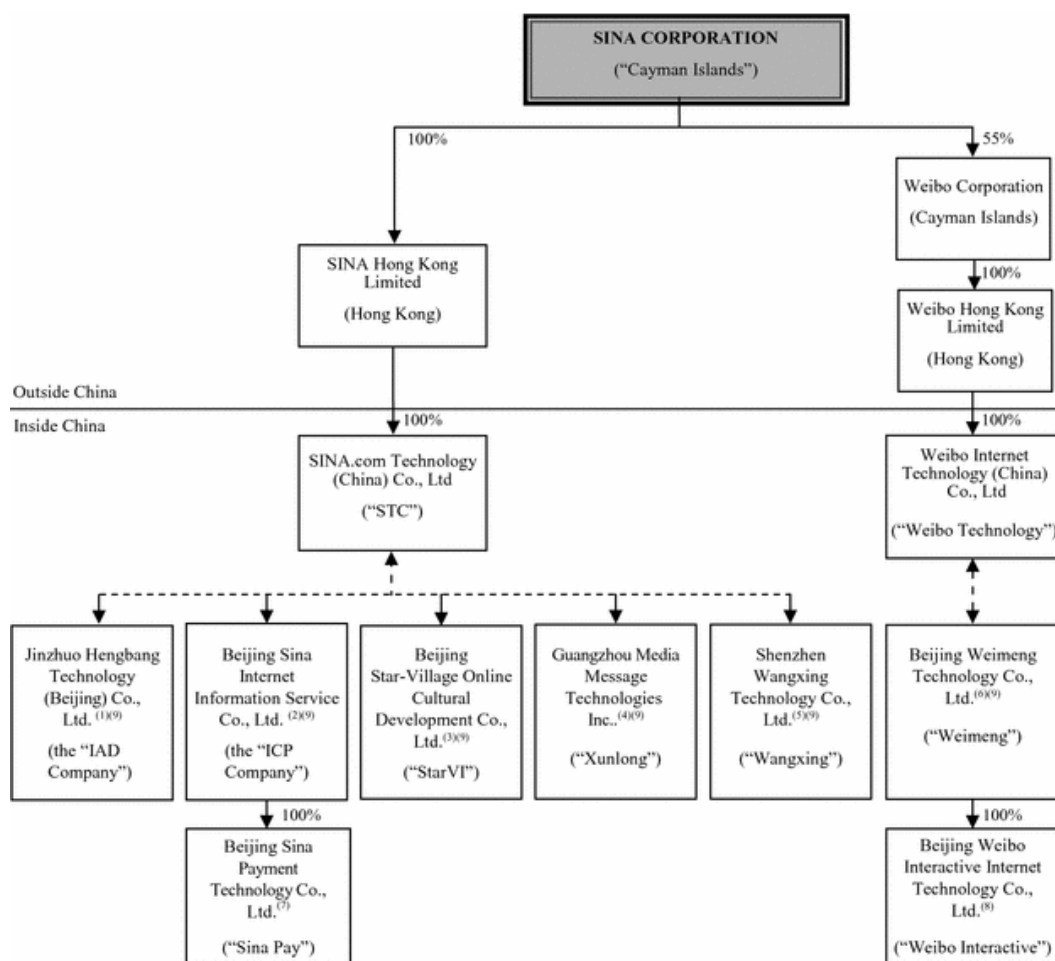 SINA CORPORATION
(“Cayman Islands”)
100%
55%
Weibo Corporation
(Cayman Islands)
SINA Hong Kong
Limited
(Hong Kong)
100%
Weibo Hong Kong
Limited
(Hong Kong)
Outside China
Inside China
100%
100%
SINA.com Technology
(China) Co., Ltd
(“STC”)
Weibo Internet
Technology (China)
Co., Ltd
(“Weibo Technology”)
Jinzhuo Hengbang
Technology
(Beijing) Co.,
Ltd. (1)(9)
(the “IAD
Company”)
Beijing Sina
Internet
Information Service
Co., Ltd. (2)(9)
(the “ICP
Company”)
Beijing
Star-Village Online
Cultural
Development Co.,
Ltd.(3)(9)
(“StarVI”)
Guangzhou Media
Message
Technologies
Inc..(4)(9)
(“Xunlong”)
Shenzhen
Wangxing
Technology Co.,
Ltd.(5)(9)
(“Wangxing”)
Beijing Weimeng
Technology Co.,
Ltd.(6)(9)
(“Weimeng”)
100%
100%
Beijing Sina
Payment
Technology Co.,
Ltd.(7)
(“Sina Pay”)
Beijing Weibo
Interactive Internet
Technology Co.,
Ltd.(8)
(“Weibo Interactive”)